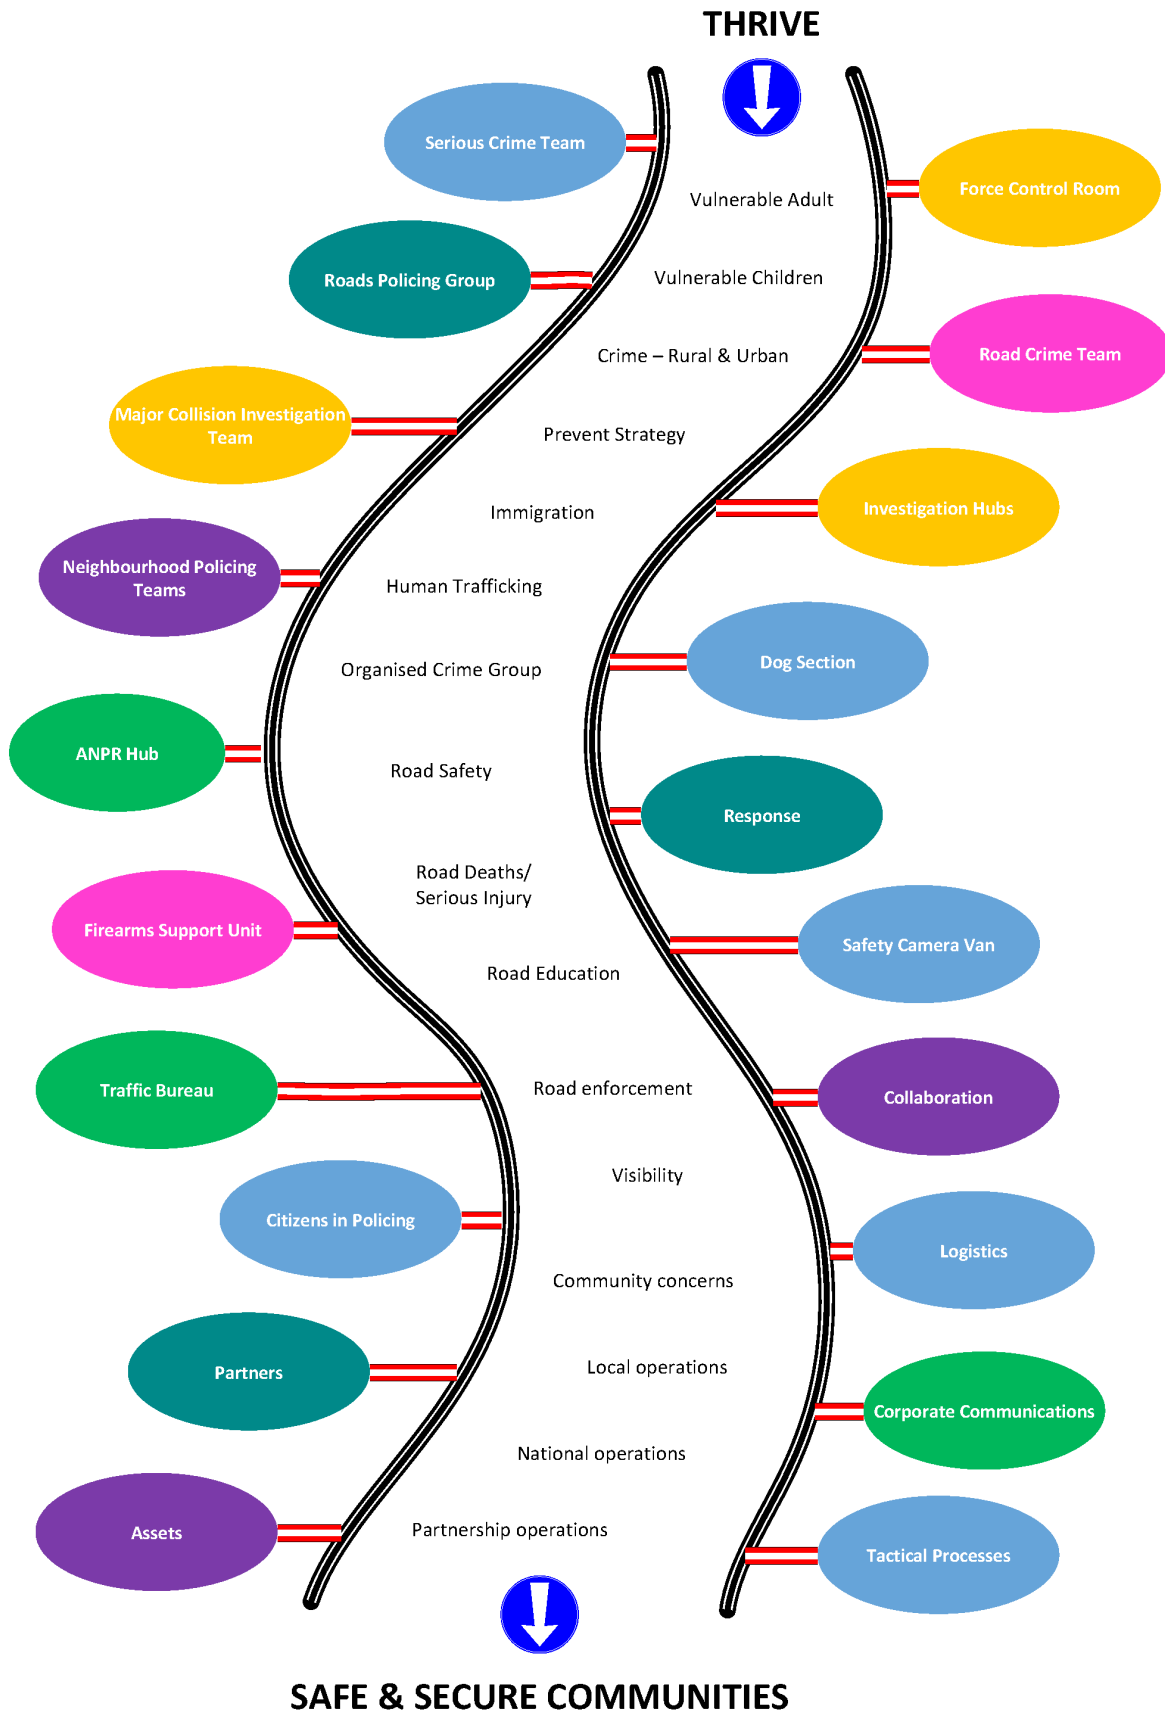 THRIVE
Serious Crime Team
Force Control Room
Vulnerable Adult
Roads Policing Group
Vulnerable Children
Crime – Rural & Urban
Road Crime Team
Major Collision Investigation
Team
Prevent Strategy
Immigration
Investigation Hubs
Neighbourhood Policing
Teams
Human Trafficking
Organised Crime Group
Dog Section
ANPR Hub
Road Safety
Response
Road Deaths/
Serious Injury
Firearms Support Unit
Safety Camera Van
Road Education
Traffic Bureau
Road enforcement
Collaboration
Visibility
Citizens in Policing
Logistics
Community concerns
Partners
Local operations
Corporate Communications
National operations
Assets
Partnership operations
Tactical Processes
SAFE & SECURE COMMUNITIES